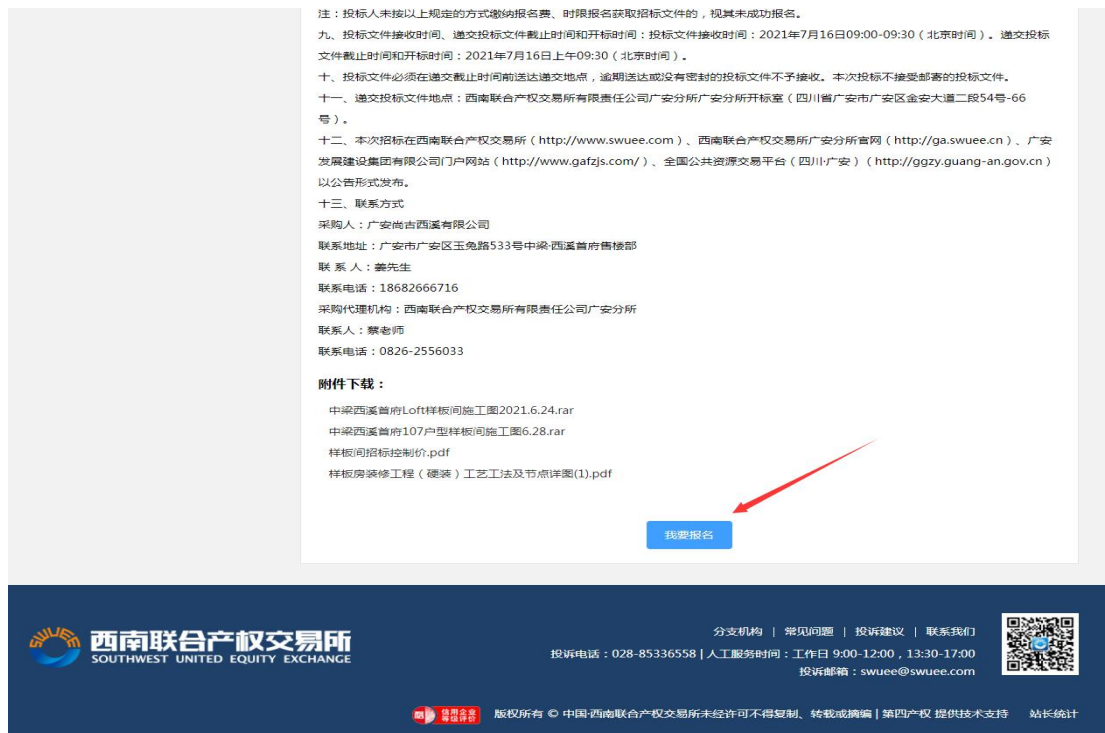 注：投标人未按以上规定的方式缴纳报名费、时限报名获取招标文件的，视其未成功报名。
九、投标文件接收时间、递交投标文件截止时间和开标时间：投标文件接收时间：2021年7月16日09:00-09:30（北京时间）。递交投标
文件截止时间和开标时间：2021年7月16日上午09:30（北京时间）。
十、投标文件必须在递交截止时间前送达递交地点，逾期送达或没有密封的投标文件不予接收。本次投标不接受邮寄的投标文件。
十一、递交投标文件地点：西南联合产权交易所有限责任公司广安分所广安分所开标室（四川省广安市广安区金安大道二段54号-66
号）。
十二、本次招标在西南联合产权交易所（http://www.swuee.com）、西南联合产权交易所广安分所官网（http://ga.swuee.cn）、广安
发展建设集团有限公司门户网站（http://www.gafzjs.com/）、全国公共资源交易平台（四川·广安）（http://ggzy.guang-an.gov.cn）
以公告形式发布。
十三、联系方式
采购人：广安尚古西溪有限公司
联系地址：广安市广安区玉兔路533号中梁·西溪首府售楼部
联 系 人：姜先生
联系电话：18682666716
采购代理机构：西南联合产权交易所有限责任公司广安分所
联系人：蔡老师
联系电话：0826-2556033
附件下载：
中梁西溪首府Loft样板间施工图2021.6.24.rar
中梁西溪首府107户型样板间施工图6.28.rar
样板间招标控制价.pdf
样板房装修工程（硬装）工艺工法及节点详图(1).pdf
我要报名
SWUEE
西南联合产权交易所
SOUTHWEST UNITED EQUITY EXCHANGE
分支机构 | 常见问题 | 投诉建议 | 联系我们
投诉电话：028-85336558 | 人工服务时间：工作日 9:00-12:00，13:30-17:00
投诉邮箱：swuee@swuee.com
信用企业
等级评价
版权所有 © 中国·西南联合产权交易所未经许可不得复制、转载或摘编 | 第四产权 提供技术支持 站长统计